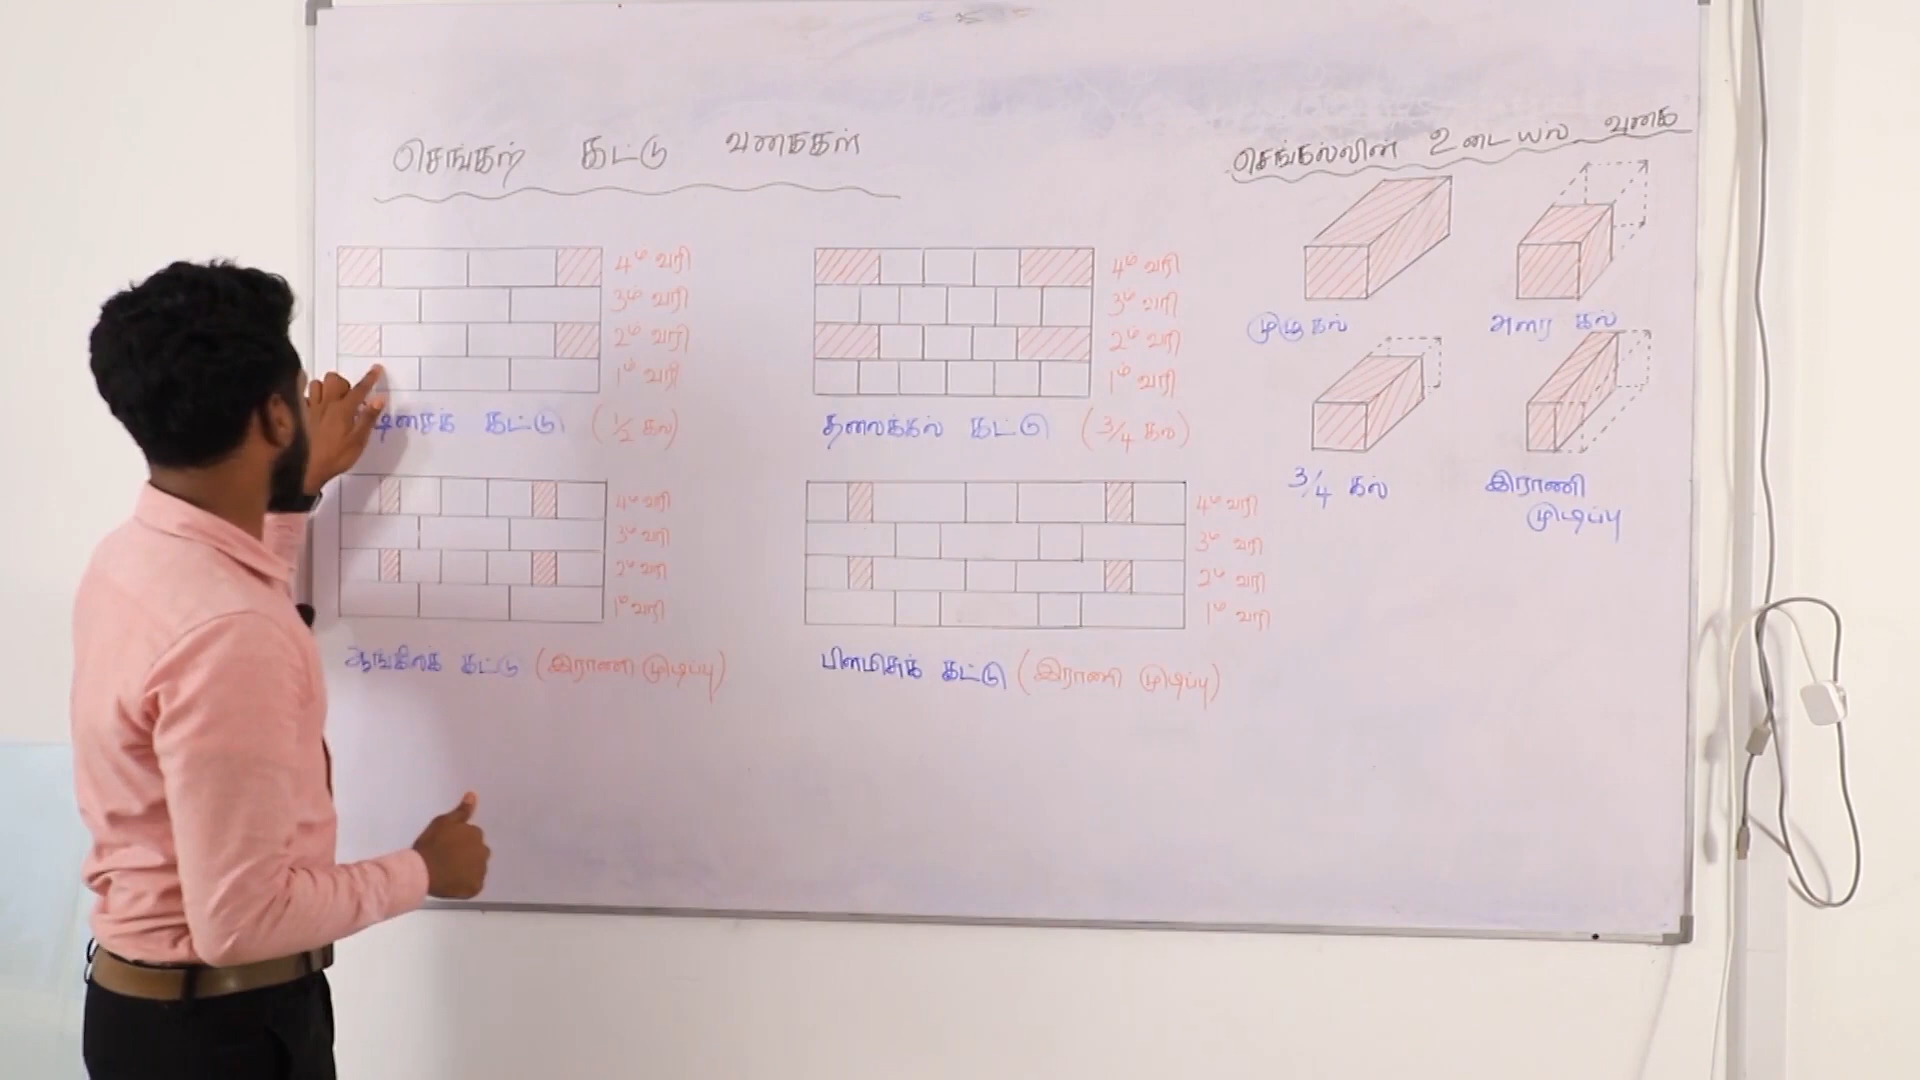 செங்கற் கட்டு வகைகள்
செங்கல்லின் உடையல் வகை
4ம் வரி
3ம் வரி
2ம் வரி
1ம் வரி
கட்டு (1/2 கல்)
4ம் வரி
3ம் வரி
2ம் வரி
1ம் வரி
தலைக்கல் கட்டு (3/4 கல்)
முழு கல்
அரை கல்
3/4 கல்
இராணி
முடிப்பு
4ம் வரி
3ம் வரி
2ம் வரி
1ம் வரி
ஆங்கிலக் கட்டு (இராணி முடிப்பு)
4ம் வரி
3ம் வரி
2ம் வரி
1ம் வரி
பிளமிசுக் கட்டு (இராணி முடிப்பு)